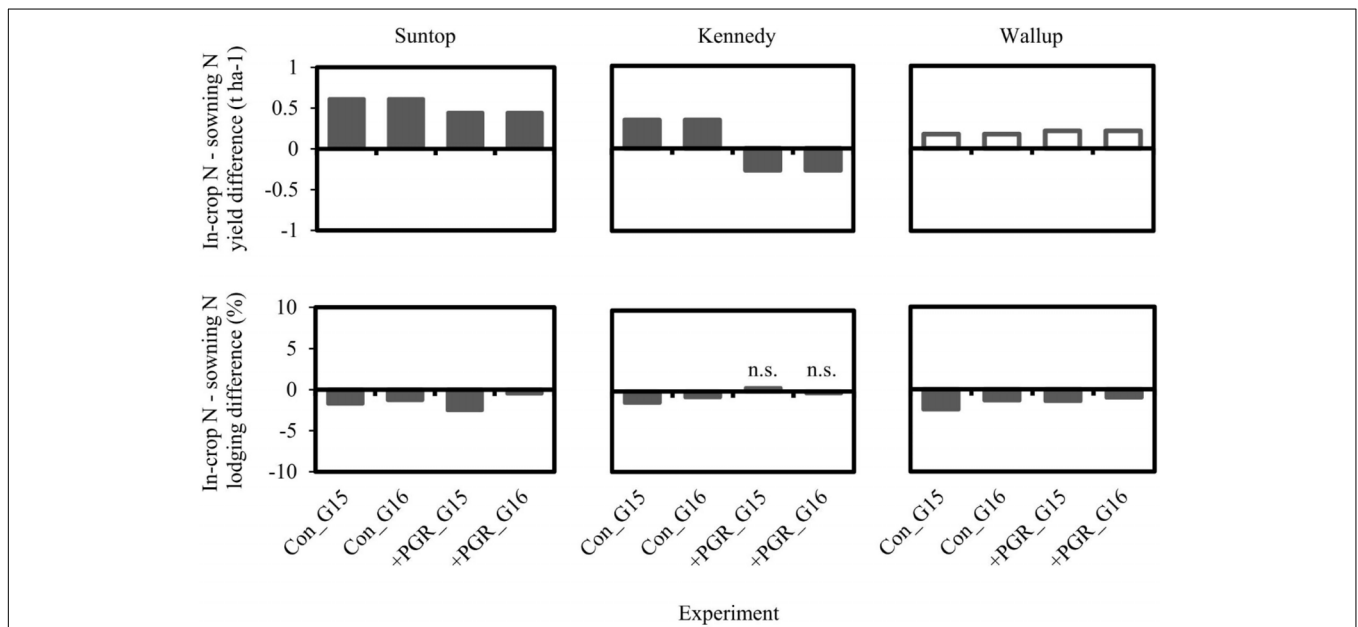 Suntop
Kennedy
Wallup
In-crop N - sowning N
yield difference (t ha-1)
1
0.5
0
-0.5
-1
In-crop N - sowning N
lodging difference (%)
10
5
0
-5
-10
n.s.
n.s.
Con_G15
Con_G16
+PGR_G15
+PGR_G16
Con_G15
Con_G16
+PGR_G15
+PGR_G16
Con_G15
Con_G16
+PGR_G15
+PGR_G16
Experiment